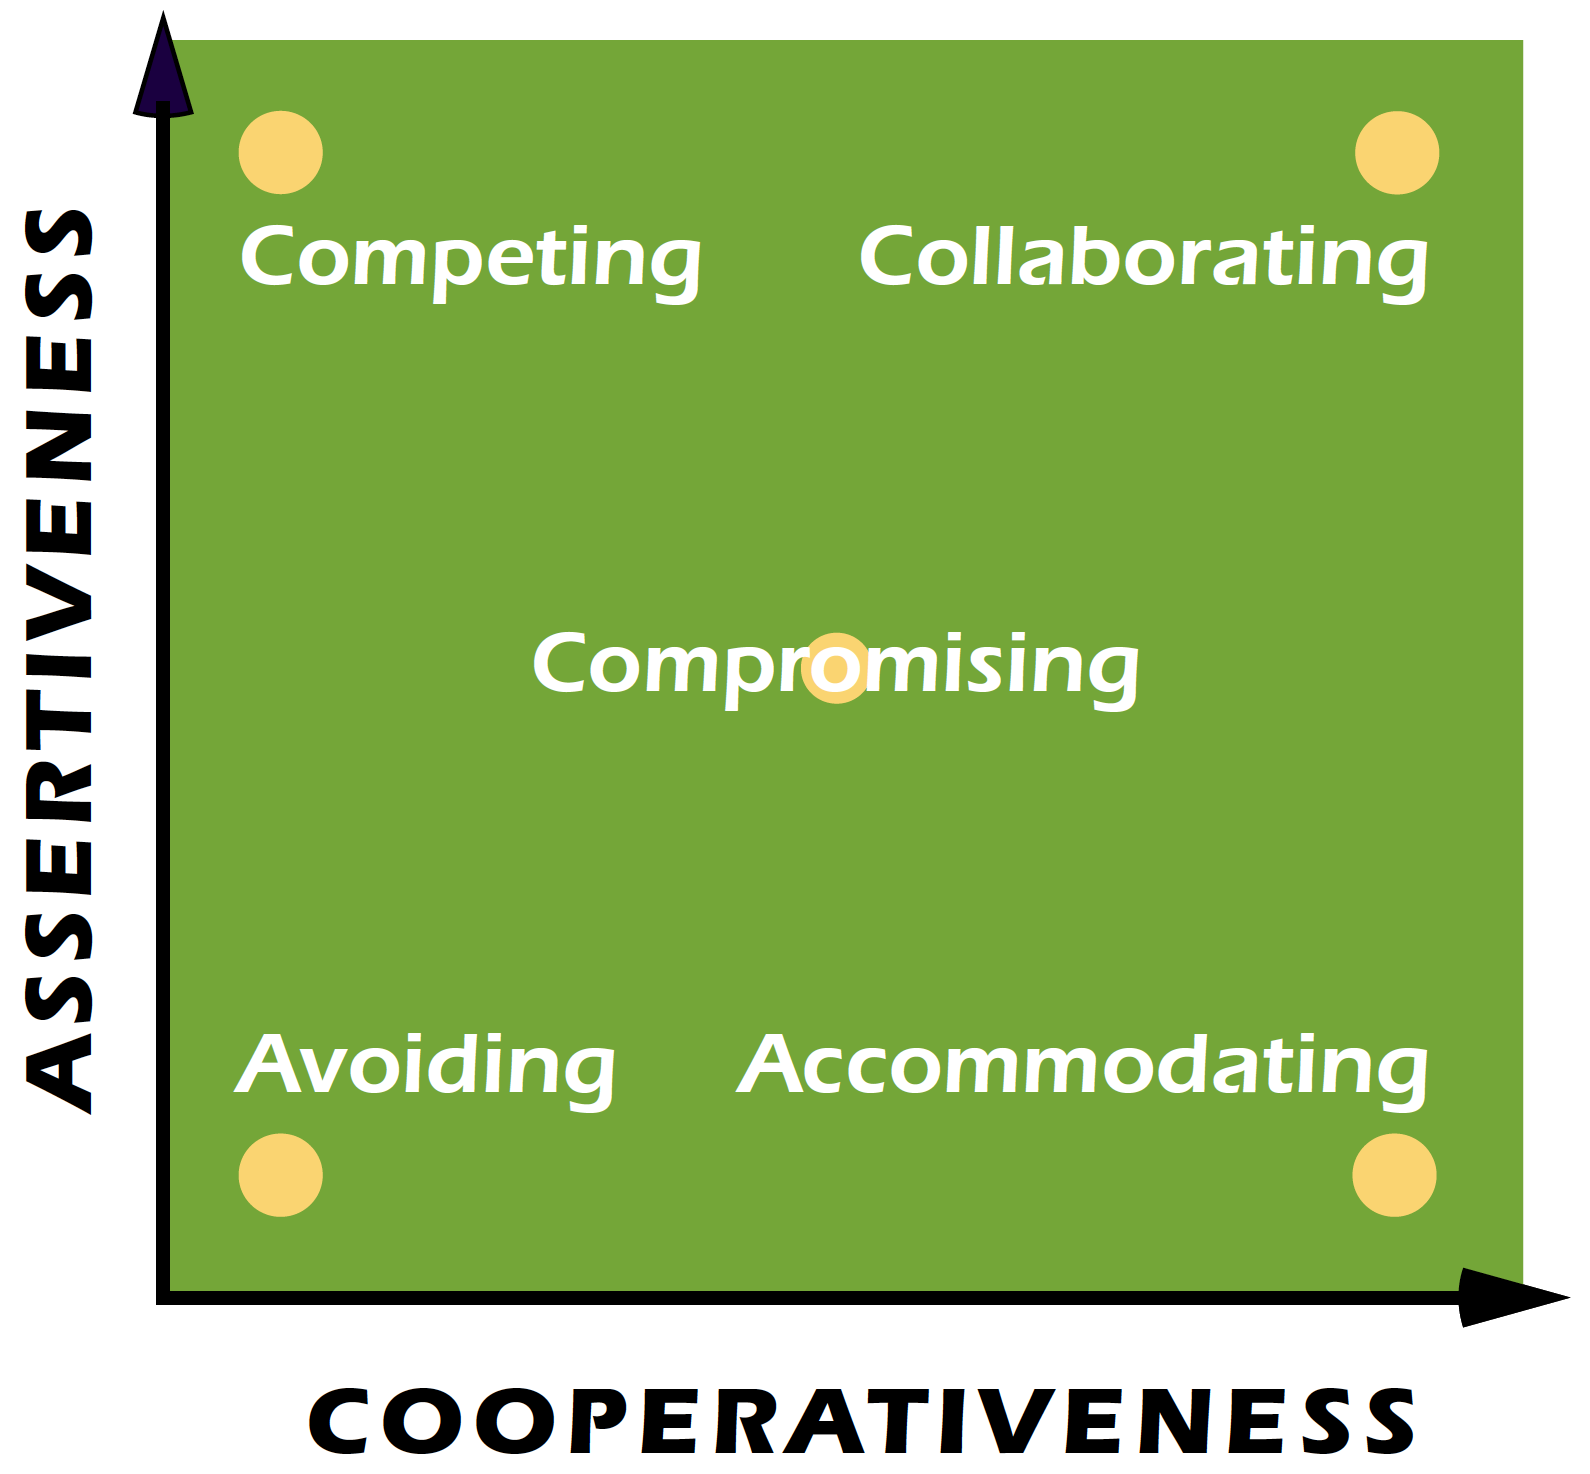 ASSERTIVENESS
Competing
Collaborating
Compromising
Avoiding
Accommodating
COOPERATIVENESS